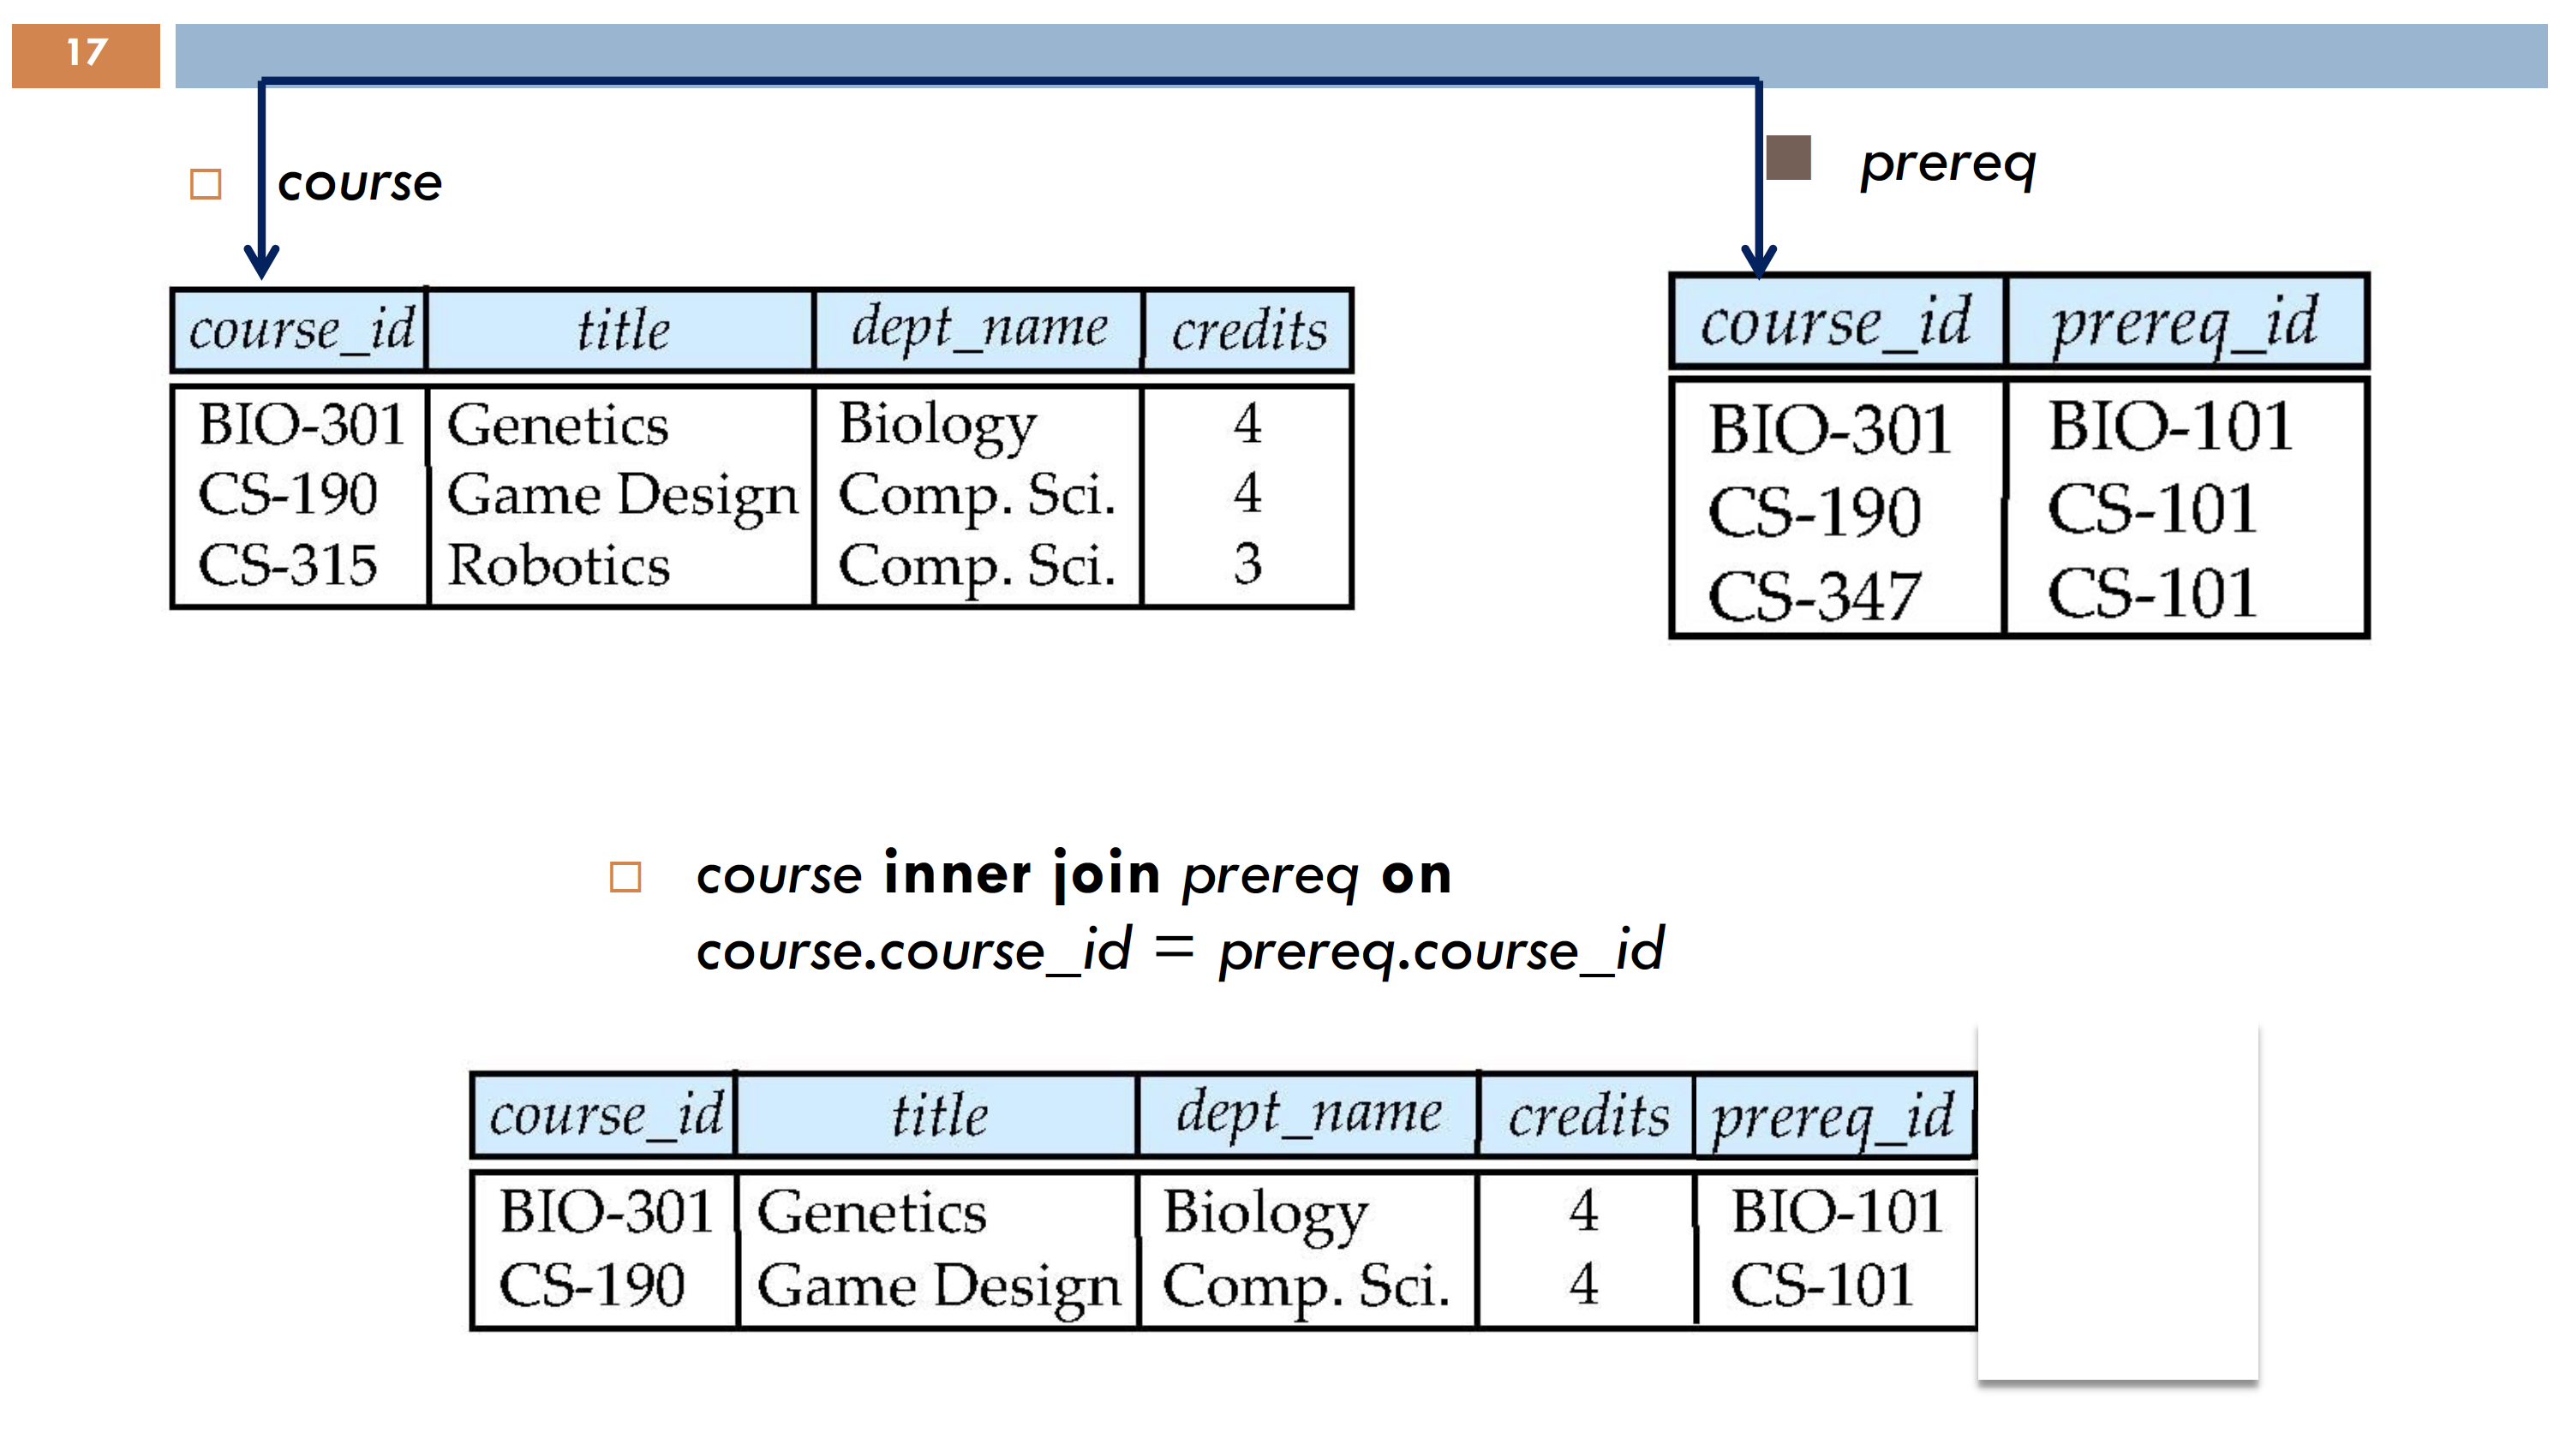 17
course
prereq
course_id title dept_name credits
BIO-301 Genetics Biology 4
CS-190 Game Design Comp. Sci. 4
CS-315 Robotics Comp. Sci. 3
course_id prereq_id
BIO-301 BIO-101
CS-190 CS-101
CS-347 CS-101
course inner join prereq on
course.course_id = prereq.course_id
course_id title dept_name credits prereq_id
BIO-301 Genetics Biology 4 BIO-101
CS-190 Game Design Comp. Sci. 4 CS-101